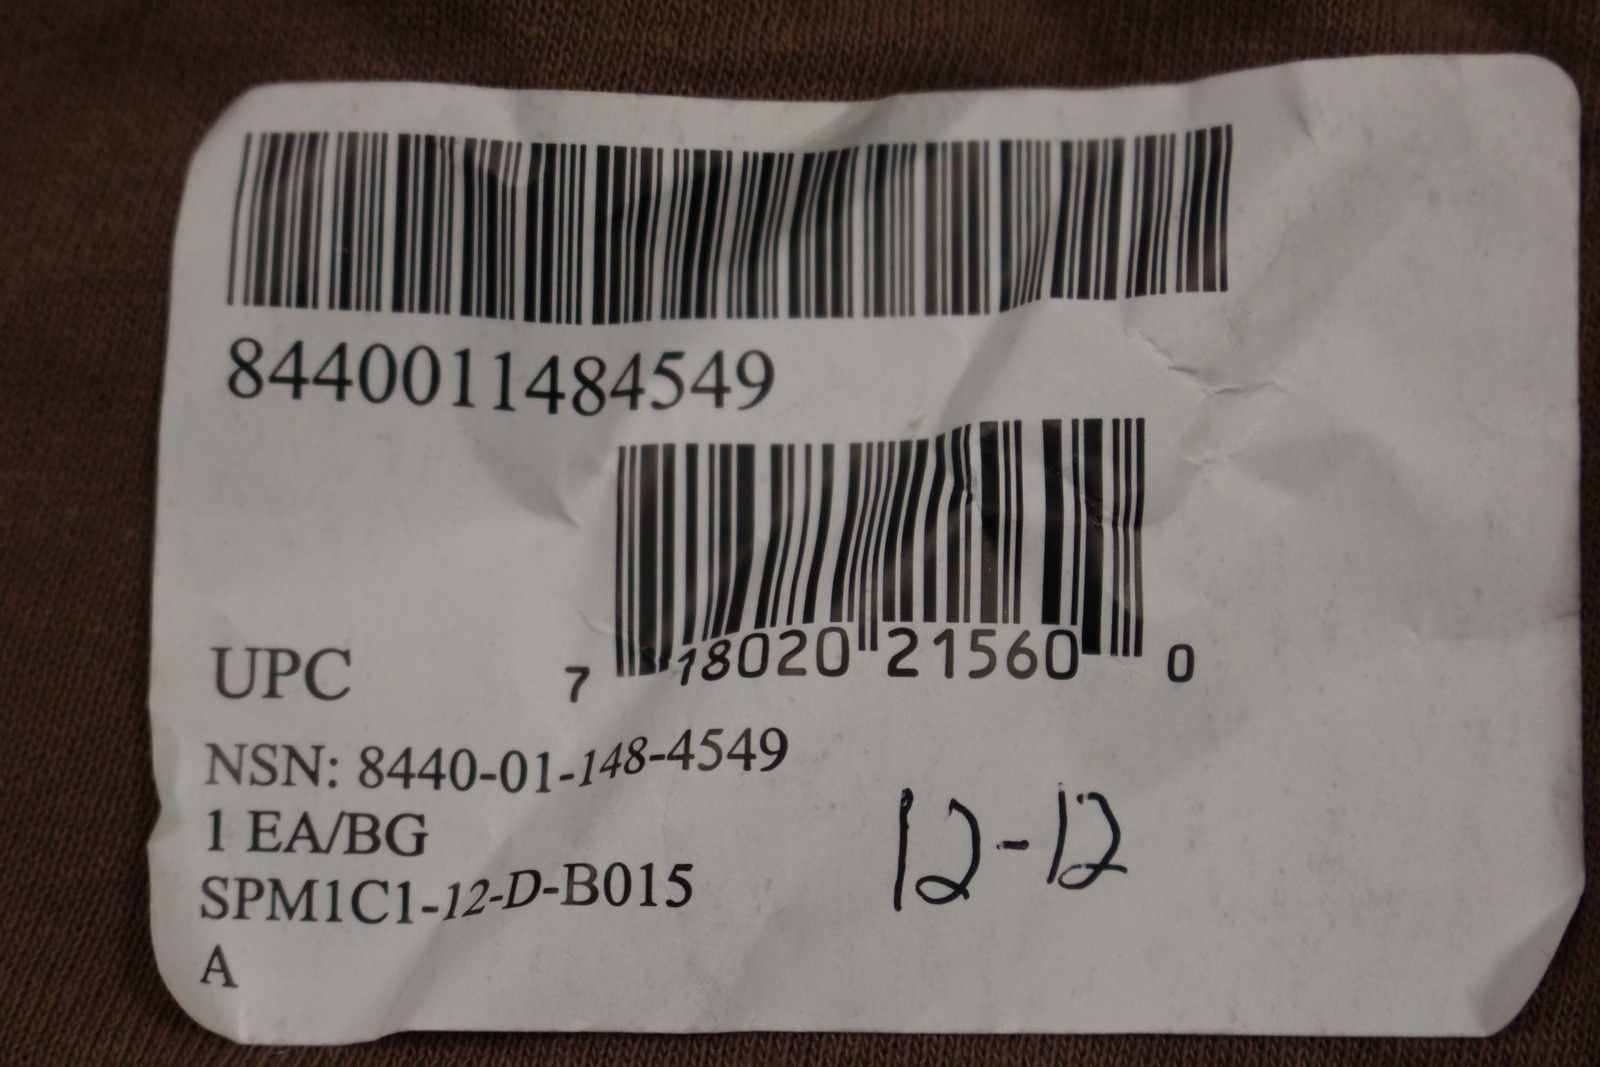 8440011484549
UPC 7 18020 21560 0
NSN: 8440-01-148-4549
1 EA/BG
SPM1C1-12-D-B015
12-12
A